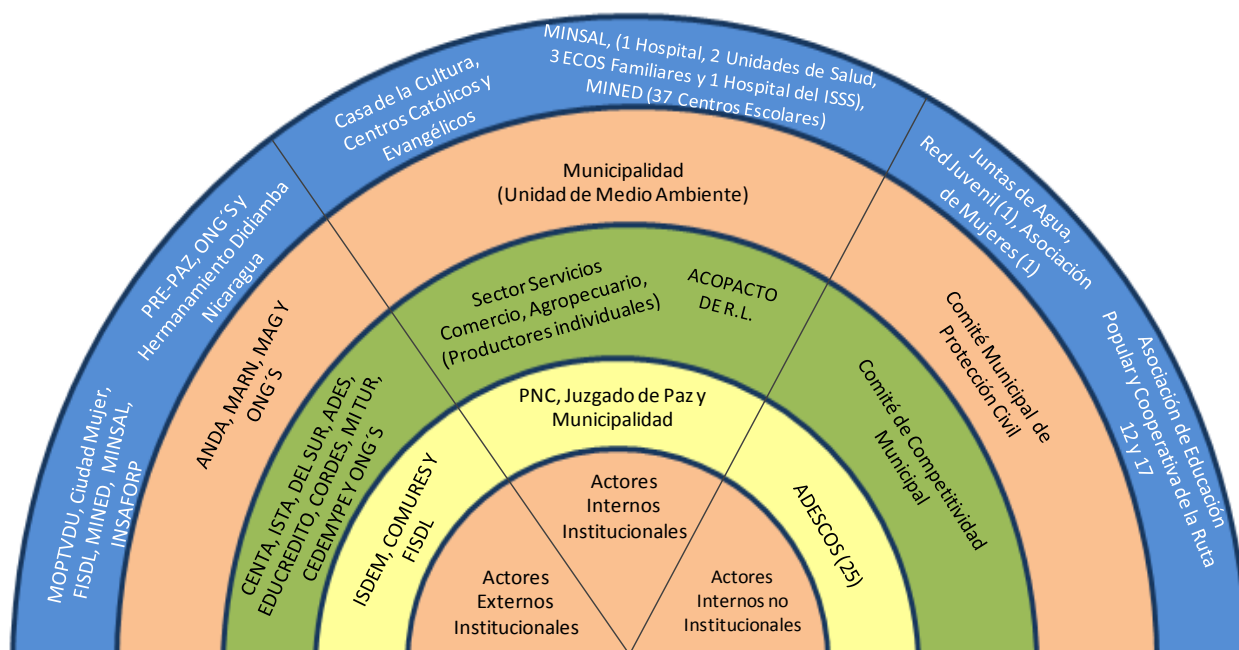 MINSAL, (1 Hospital, 2 Unidades de Salud,
3 ECOS Familiares y 1 Hospital del ISSS),
MINED (37 Centros Escolares)
Casa de la Cultura,
Centros Católicos y
Evangélicos
Juntas de Agua,
Red Juvenil (1), Asociación
de Mujeres (1)
PRE-PAZ, ONG´S y
Hermanamiento Didiamba
Nicaragua
Asociación de Educación
Popular y Cooperativa de la Ruta
12 y 17
MOPTVDU, Ciudad Mujer,
FISDL, MINED, MINSAL,
INSAFORP
Municipalidad
(Unidad de Medio Ambiente)
ANDA, MARN, MAG Y
ONG´S
Comité Municipal de
Protección Civil
Sector Servicios
Comercio, Agropecuario,
(Productores individuales)
ACOPACTO
DE R.L.
CENTA, ISTA, DEL SUR, ADES,
EDUCREDITO, CORDES, MI TUR,
CEDEMYPE Y ONG´S
Comité de Competitividad
Municipal
PNC, Juzgado de Paz y
Municipalidad
ISDEM, COMURES Y
FISDL
ADESCOS (25)
Actores
Internos
Institucionales
Actores
Externos
Institucionales
Actores
Internos no
Institucionales